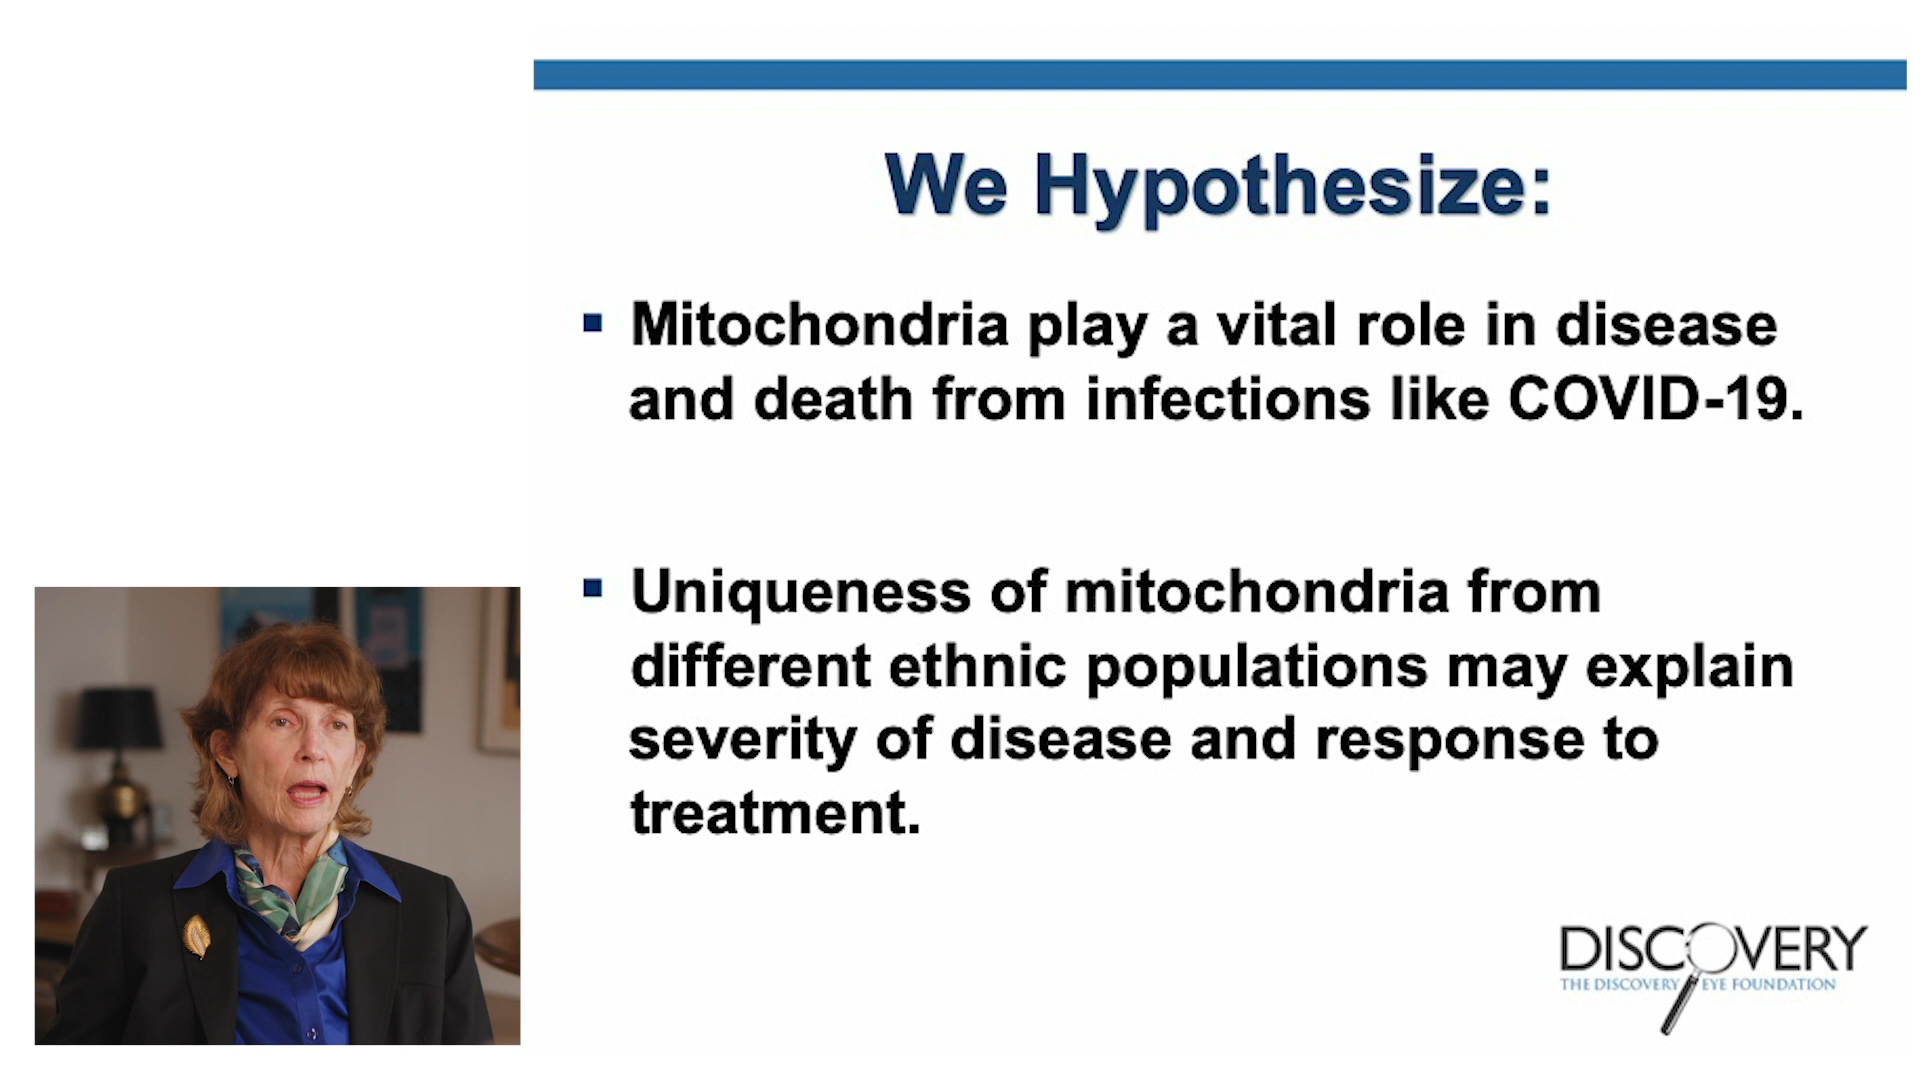 We Hypothesize:
▪ Mitochondria play a vital role in disease
and death from infections like COVID-19.
▪ Uniqueness of mitochondria from
different ethnic populations may explain
severity of disease and response to
treatment.
DISCOVERY
THE DISCOVERY EYE FOUNDATION